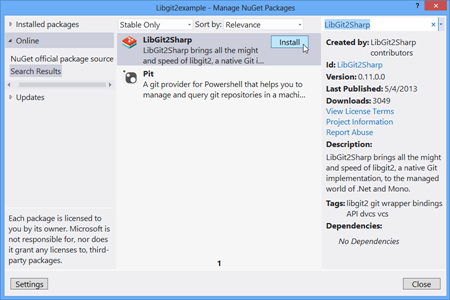 Libgit2example - Manage NuGet Packages
Installed packages
Online
NuGet official package source
Search Results
Updates
Each package is licensed to
you by its owner. Microsoft is
not responsible for, nor does
it grant any licenses to, third-
party packages.
Settings
Stable Only
Sort by: Relevance
LibGit2Sharp
Install
LibGit2Sharp brings all the might
and speed of libgit2, a native Git i...
Pit
A git provider for Powershell that helps you to
manage and query git repositories in a machi...
1
LibGit2Sharp
Created by: LibGit2Sharp
contributors
Id: LibGit2Sharp
Version: 0.11.0.0
Last Published: 5/4/2013
Downloads: 3049
View License Terms
Project Information
Report Abuse
Description:
LibGit2Sharp brings all the might
and speed of libgit2, a native Git
implementation, to the managed
world of .Net and Mono.
Tags: libgit2 git wrapper bindings
API dvcs vcs
Dependencies:
No Dependencies
Close